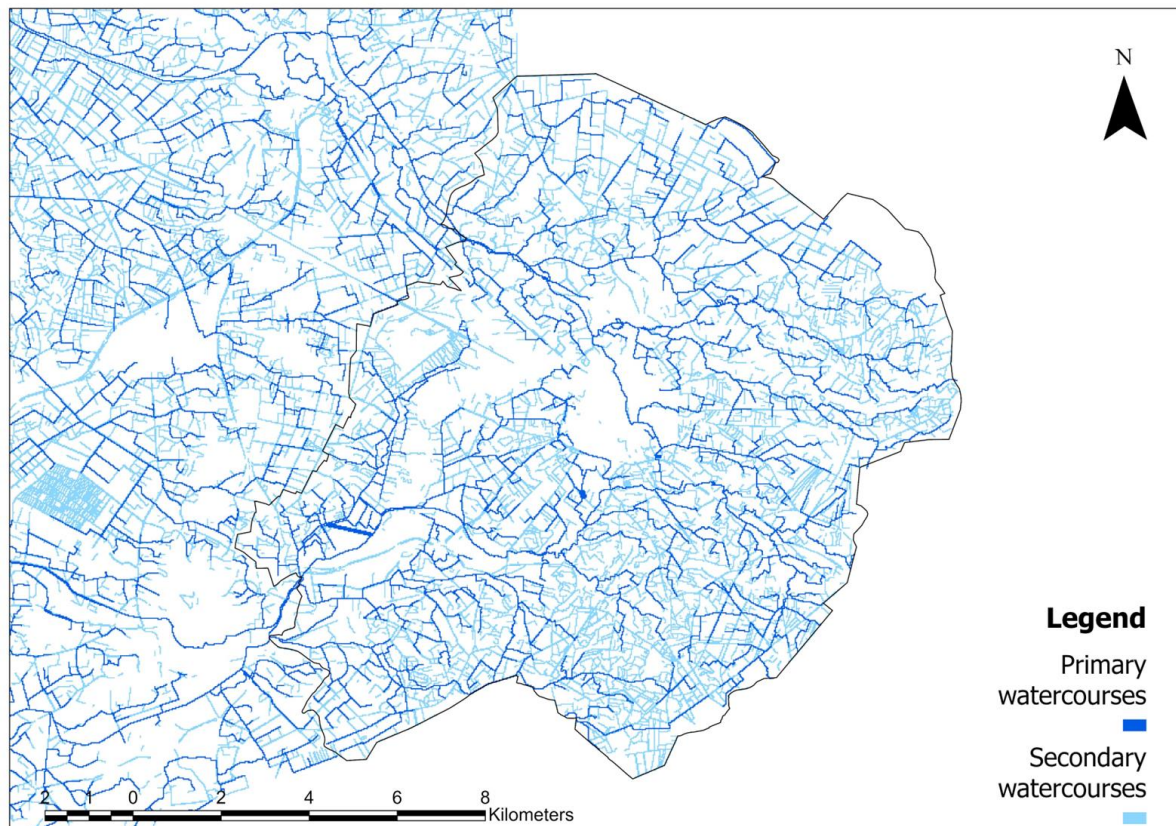 N
Legend
Primary
watercourses
Secondary
watercourses
2 1 0 2 4 6 8
Kilometers